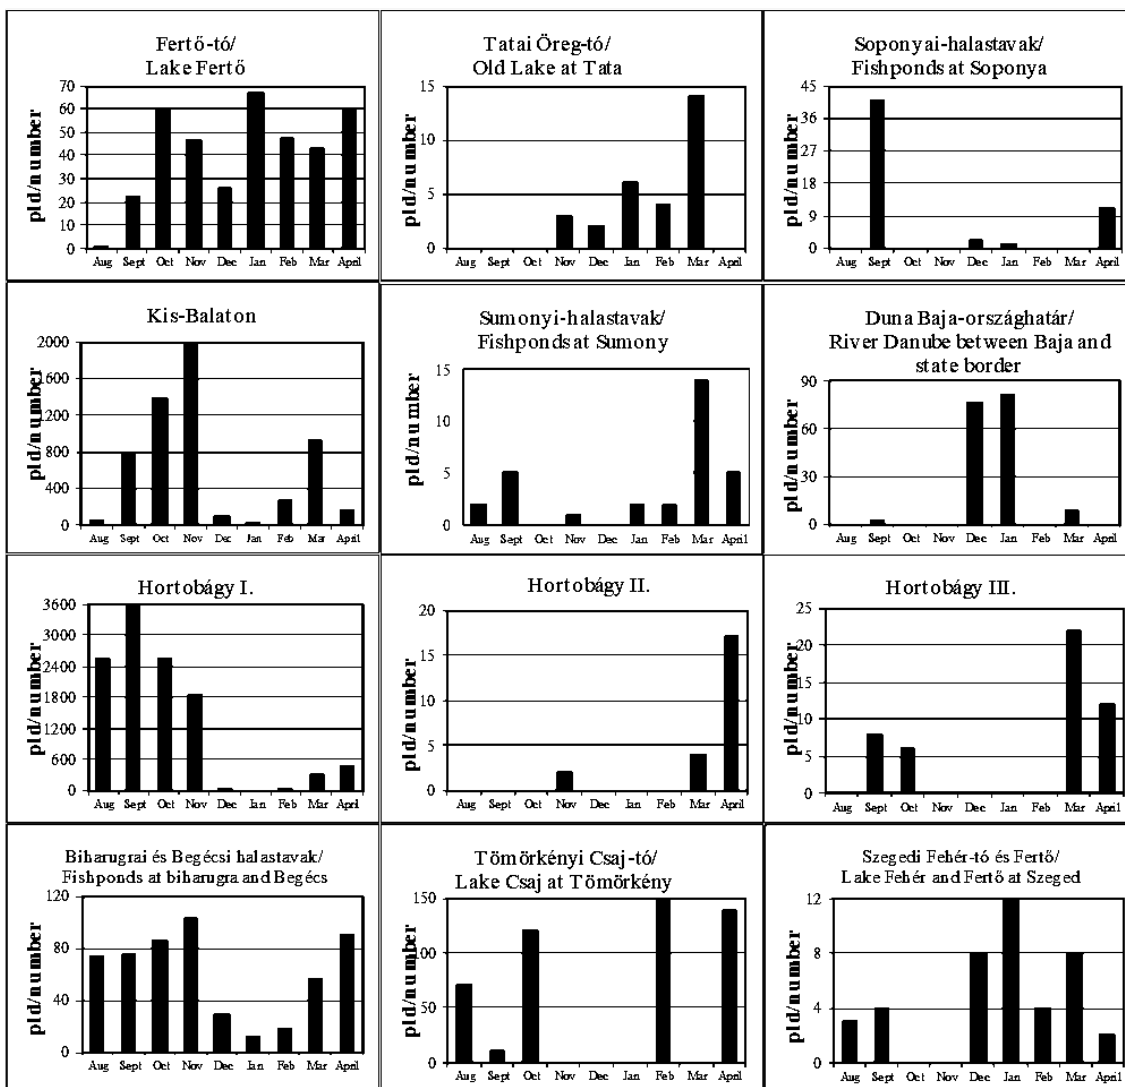 Fertő-tó/
Lake Fertő
pld/number
70
60
50
40
30
20
10
0
Aug Sept Oct Nov Dec Jan Feb Mar April
Tatai Öreg-tó/
Old Lake at Tata
pld/number
15
10
5
0
Aug Sept Oct Nov Dec Jan Feb Mar April
Soponyai-halastavak/
Fishponds at Soponya
pld/number
45
36
27
18
9
0
Aug Sept Oct Nov Dec Jan Feb Mar April
Kis-Balaton
pld/number
2000
1600
1200
800
400
0
Aug Sept Oct Nov Dec Jan Feb Mar April
Sumonyi-halastavak/
Fishponds at Sumony
pld/number
15
10
5
0
Aug Sept Oct Nov Dec Jan Feb Mar April
Duna Baja-országhatár/
River Danube between Baja and
state border
pld/number
90
60
30
0
Aug Sept Oct Nov Dec Jan Feb Mar April
Hortobágy I.
pld/number
3600
3000
2400
1800
1200
600
0
Aug Sept Oct Nov Dec Jan Feb Mar April
Hortobágy II.
pld/number
20
15
10
5
0
Aug Sept Oct Nov Dec Jan Feb Mar April
Hortobágy III.
pld/number
25
20
15
10
5
0
Aug Sept Oct Nov Dec Jan Feb Mar April
Biharugrai és Begécsi halastavak/
Fishponds at biharugra and Begécs
pld/number
120
80
40
0
Aug Sept Oct Nov Dec Jan Feb Mar April
Tömörkényi Csaj-tó/
Lake Csaj at Tömörkény
pld/number
150
100
50
0
Aug Sept Oct Nov Dec Jan Feb Mar April
Szegedi Fehér-tó és Fertő/
Lake Fehér and Fertő at Szeged
pld/number
12
8
4
0
Aug Sept Oct Nov Dec Jan Feb Mar April